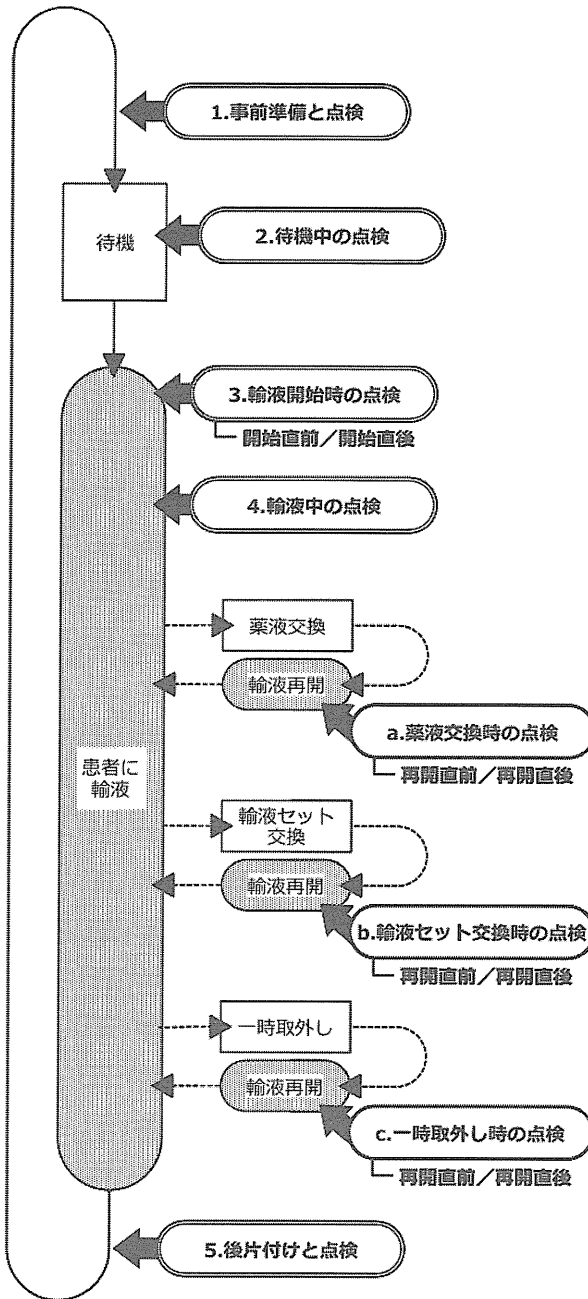 1.事前準備と点検
待機
2.待機中の点検
3.輸液開始時の点検
開始直前／開始直後
4.輸液中の点検
薬液交換
輸液再開
a.薬液交換時の点検
再開直前／再開直後
患者に
輸液
輸液セット
交換
輸液再開
b.輸液セット交換時の点検
再開直前／再開直後
一時取外し
輸液再開
c.一時取外し時の点検
再開直前／再開直後
5.後片付けと点検